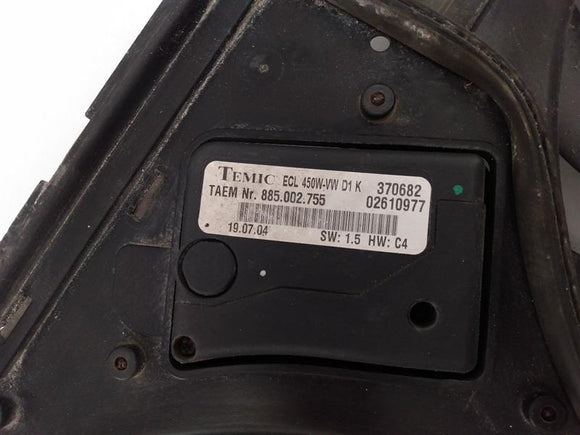 TEMIC ECL 450W-VW D1 K 370682
TAEM Nr. 885.002.755 02610977
19.07.04 SW: 1.5 HW: C4